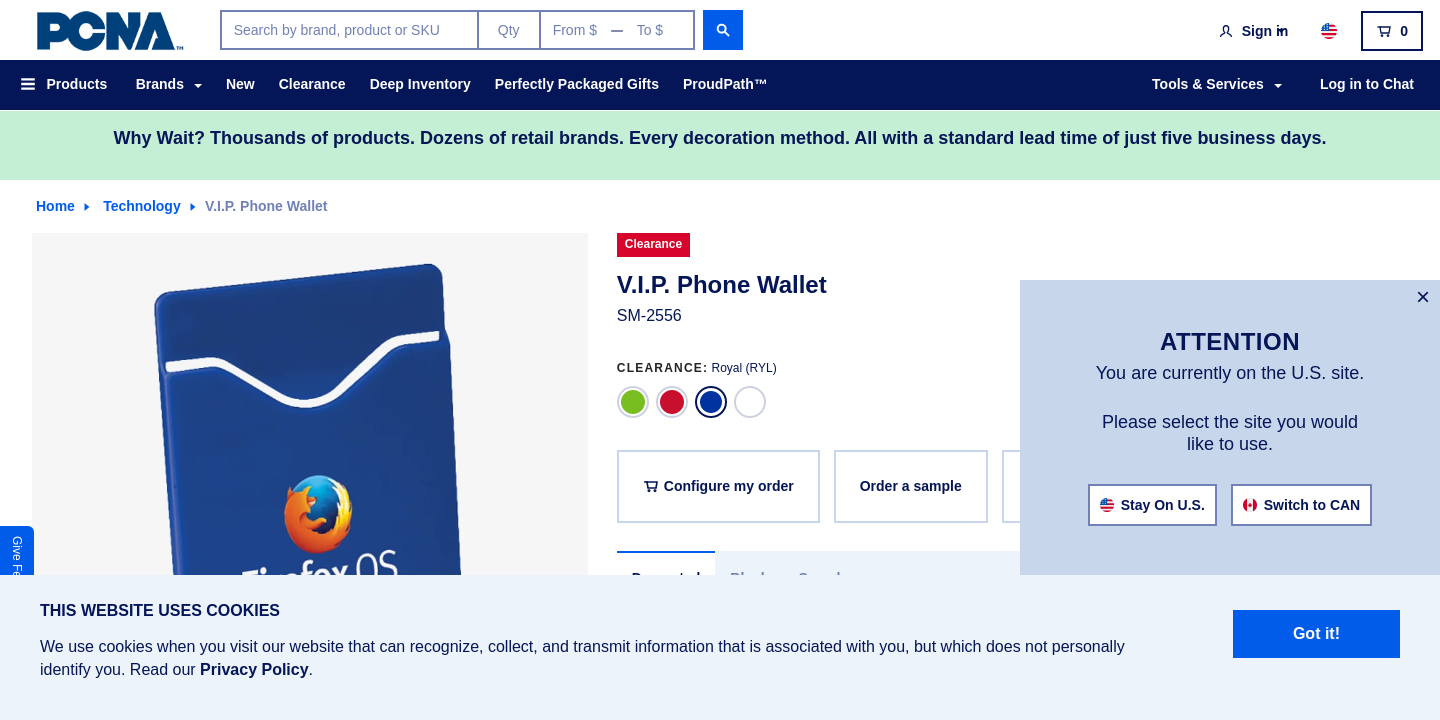 PCNA™
Search by brand, product or SKU
Qty
From $
To $
Sign in
0
Products
Brands
New
Clearance
Deep Inventory
Perfectly Packaged Gifts
ProudPath™
Tools & Services
Log in to Chat
Why Wait? Thousands of products. Dozens of retail brands. Every decoration method. All with a standard lead time of just five business days.
Home
Technology
V.I.P. Phone Wallet
Clearance
V.I.P. Phone Wallet
SM-2556
CLEARANCE: Royal (RYL)
Configure my order
Order a sample
Firefox OS
ATTENTION
You are currently on the U.S. site.
Please select the site you would
like to use.
Stay On U.S.
Switch to CAN
THIS WEBSITE USES COOKIES
We use cookies when you visit our website that can recognize, collect, and transmit information that is associated with you, but which does not personally
identify you. Read our Privacy Policy.
Got it!